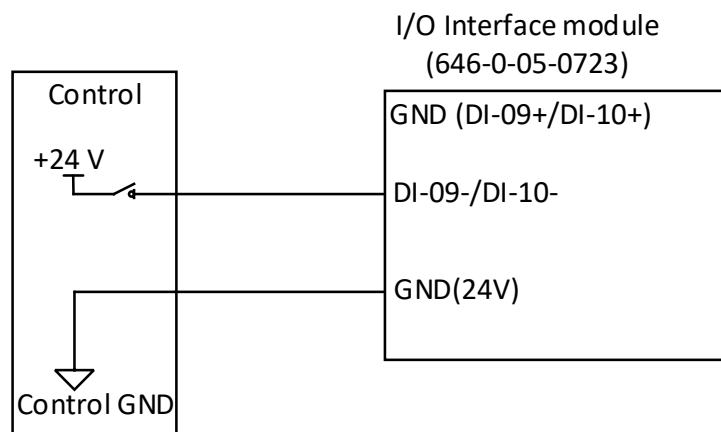 I/O Interface module
(646-0-05-0723)
Control
GND (DI-09+/DI-10+)
+24 V
DI-09-/DI-10-
GND(24V)
Control GND